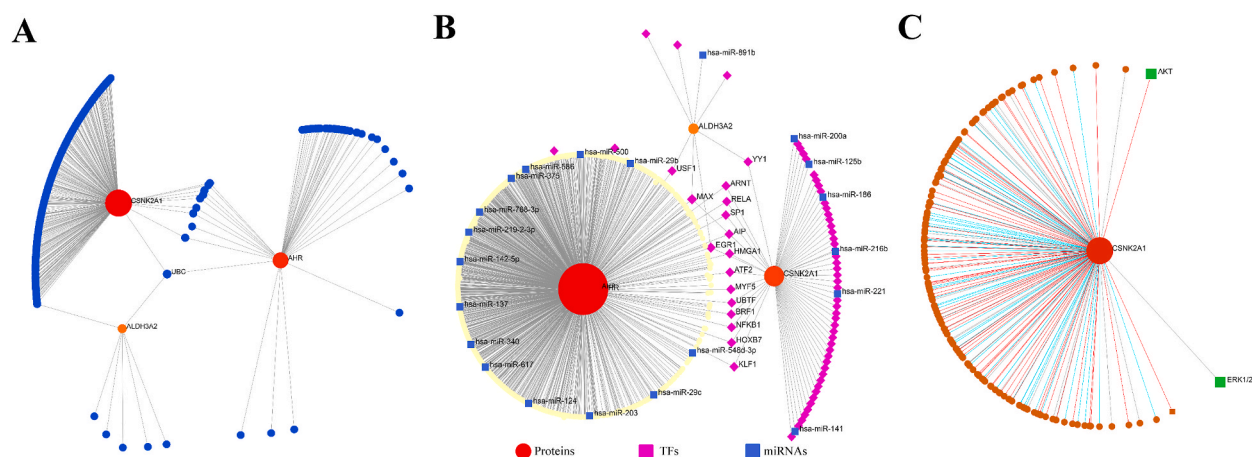 A
CSNK2A1
UBC
AHR
ALDH3A2
B
hsa-miR-891b
ALDH3A2
hsa-miR-500
hsa-miR-586
hsa-miR-29b
hsa-miR-375
USF1
YY1
hsa-miR-200a
hsa-miR-125b
ARNT
MAX
RELA
hsa-miR-186
hsa-miR-768-3p
SP1
hsa-miR-219-2-3p
AIP
EGR1
HMGA1
hsa-miR-216b
hsa-miR-142-5p
ATF2
CSNK2A1
AHR
MYF5
hsa-miR-221
hsa-miR-137
UBTF
BRF1
NFKB1
hsa-miR-340
HOXB7
hsa-miR-548d-3p
hsa-miR-617
KLF1
hsa-miR-29c
hsa-miR-124
hsa-miR-203
hsa-miR-141
Proteins
TFs
miRNAs
C
AKT
CSNK2A1
ERK1/2